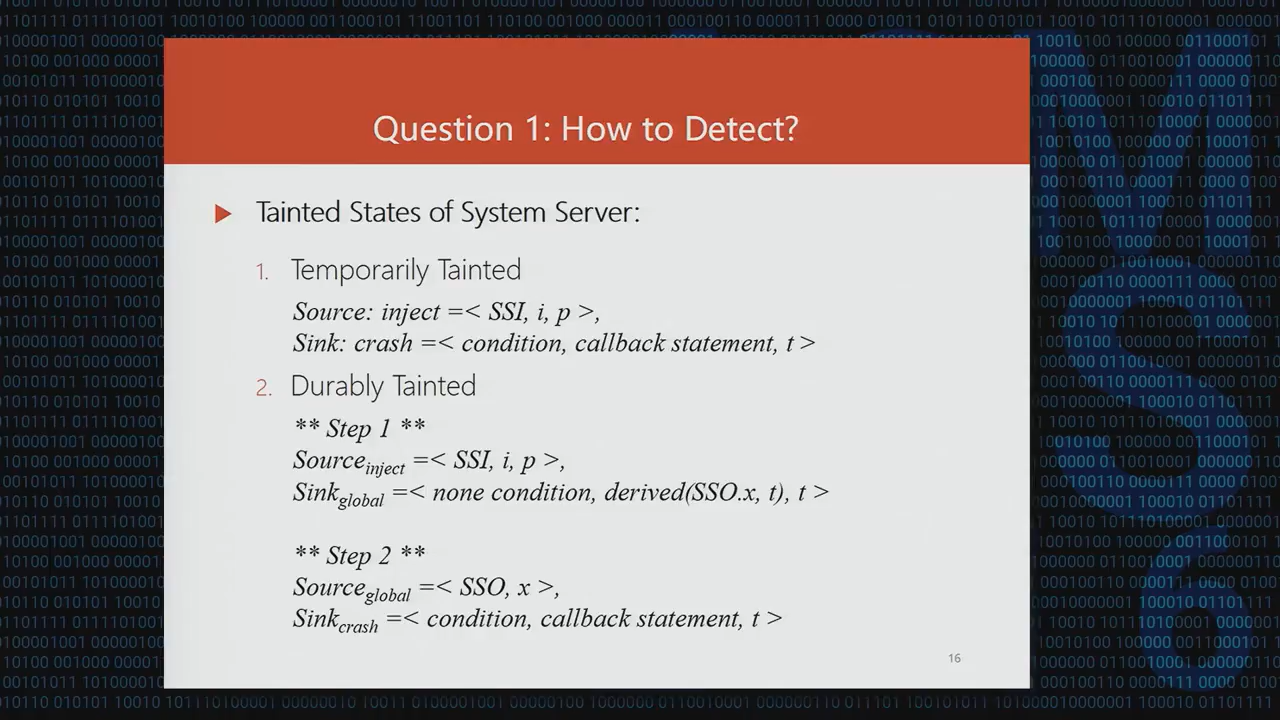 Question 1: How to Detect?
Tainted States of System Server:
1. Temporarily Tainted
Source: inject =< SSI, i, p >,
Sink: crash =< condition, callback statement, t >
2. Durably Tainted
** Step 1 **
Sourceinject =< SSI, i, p >,
Sinkglobal =< none condition, derived(SSO.x, t), t >
** Step 2 **
Sourceglobal =< SSO, x >,
Sinkcrash =< condition, callback statement, t >
16